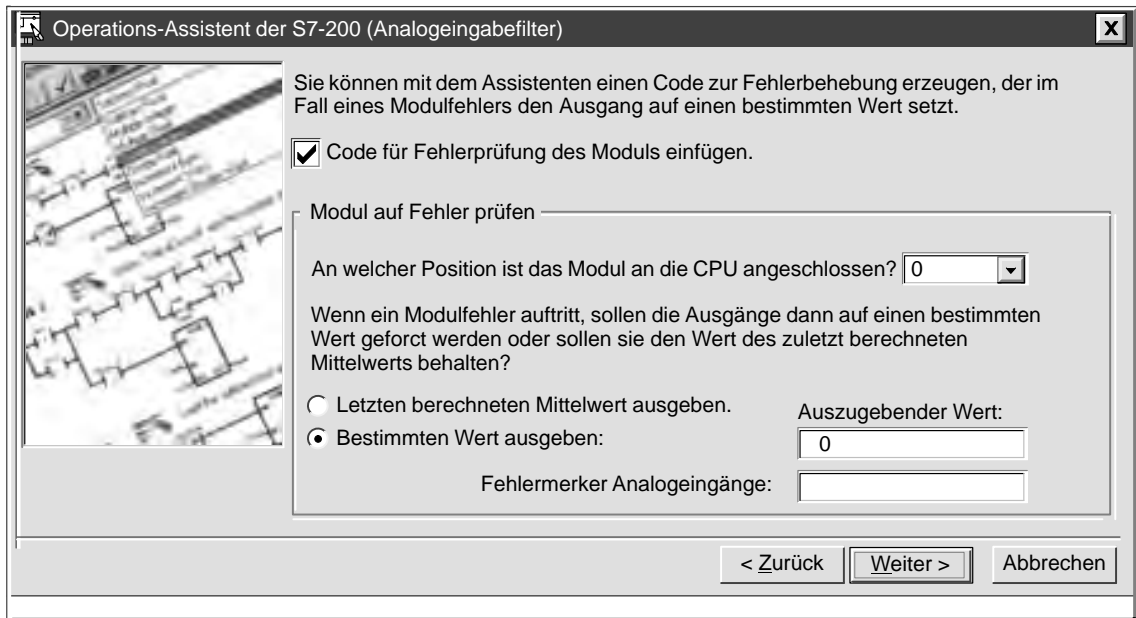 Operations-Assistent der S7-200 (Analogeingabefilter)
X
Sie können mit dem Assistenten einen Code zur Fehlerbehebung erzeugen, der im
Fall eines Modulfehlers den Ausgang auf einen bestimmten Wert setzt.
Code für Fehlerprüfung des Moduls einfügen.
Modul auf Fehler prüfen
An welcher Position ist das Modul an die CPU angeschlossen? 0
Wenn ein Modulfehler auftritt, sollen die Ausgänge dann auf einen bestimmten
Wert geforct werden oder sollen sie den Wert des zuletzt berechneten
Mittelwerts behalten?
Letzten berechneten Mittelwert ausgeben.
Auszugebender Wert:
Bestimmten Wert ausgeben:
0
Fehlermerker Analogeingänge:
< Zurück
Weiter >
Abbrechen